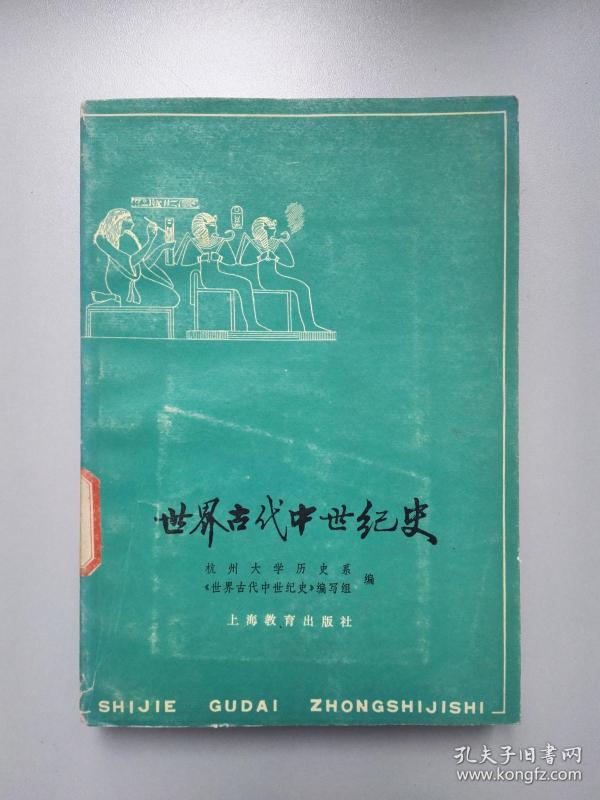 世界古代中世纪史
杭州大学历史系
《世界古代中世纪史》编写组
编
上海教育出版社
SHIJIE GUDAI ZHONGSHIJISHI
孔夫子旧书网
www.kongfz.com